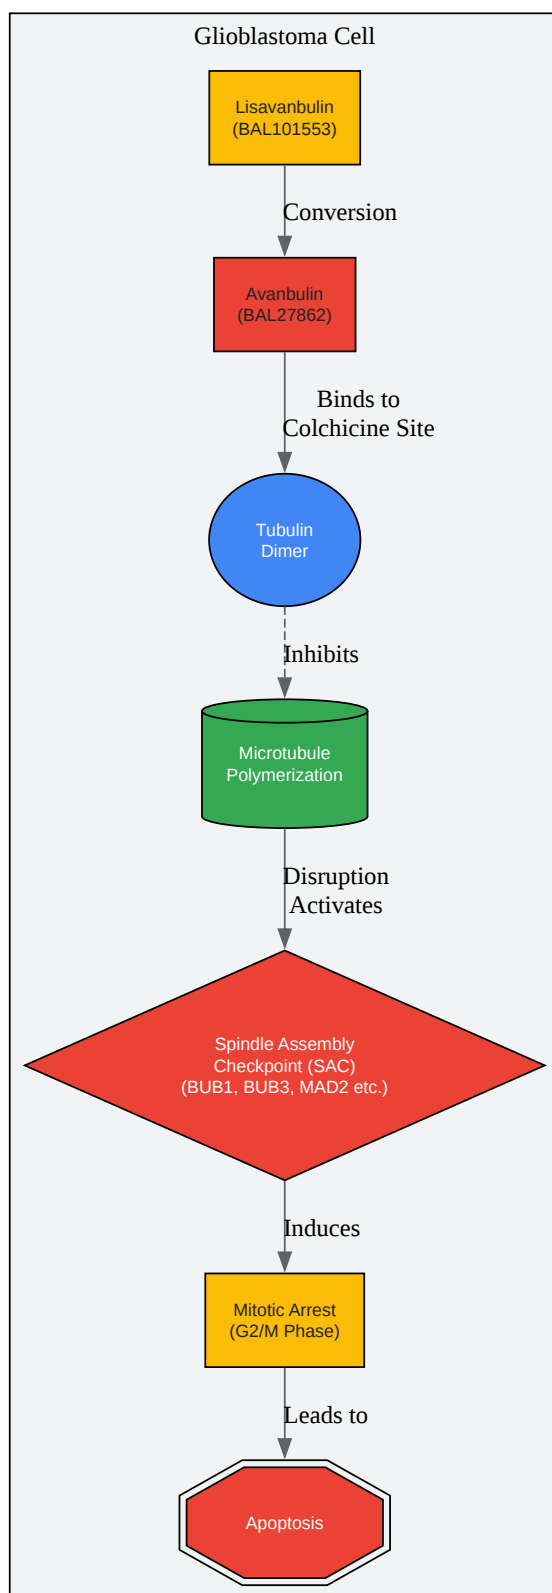 Glioblastoma Cell
Lisavanbulin
(BAL101553)
Conversion
Avanbulin
(BAL27862)
Binds to
Colchicine Site
Tubulin
Dimer
Inhibits
Microtubule
Polymerization
Disruption
Activates
Spindle Assembly
Checkpoint (SAC)
(BUB1, BUB3, MAD2 etc.)
Induces
Mitotic Arrest
(G2/M Phase)
Leads to
Apoptosis